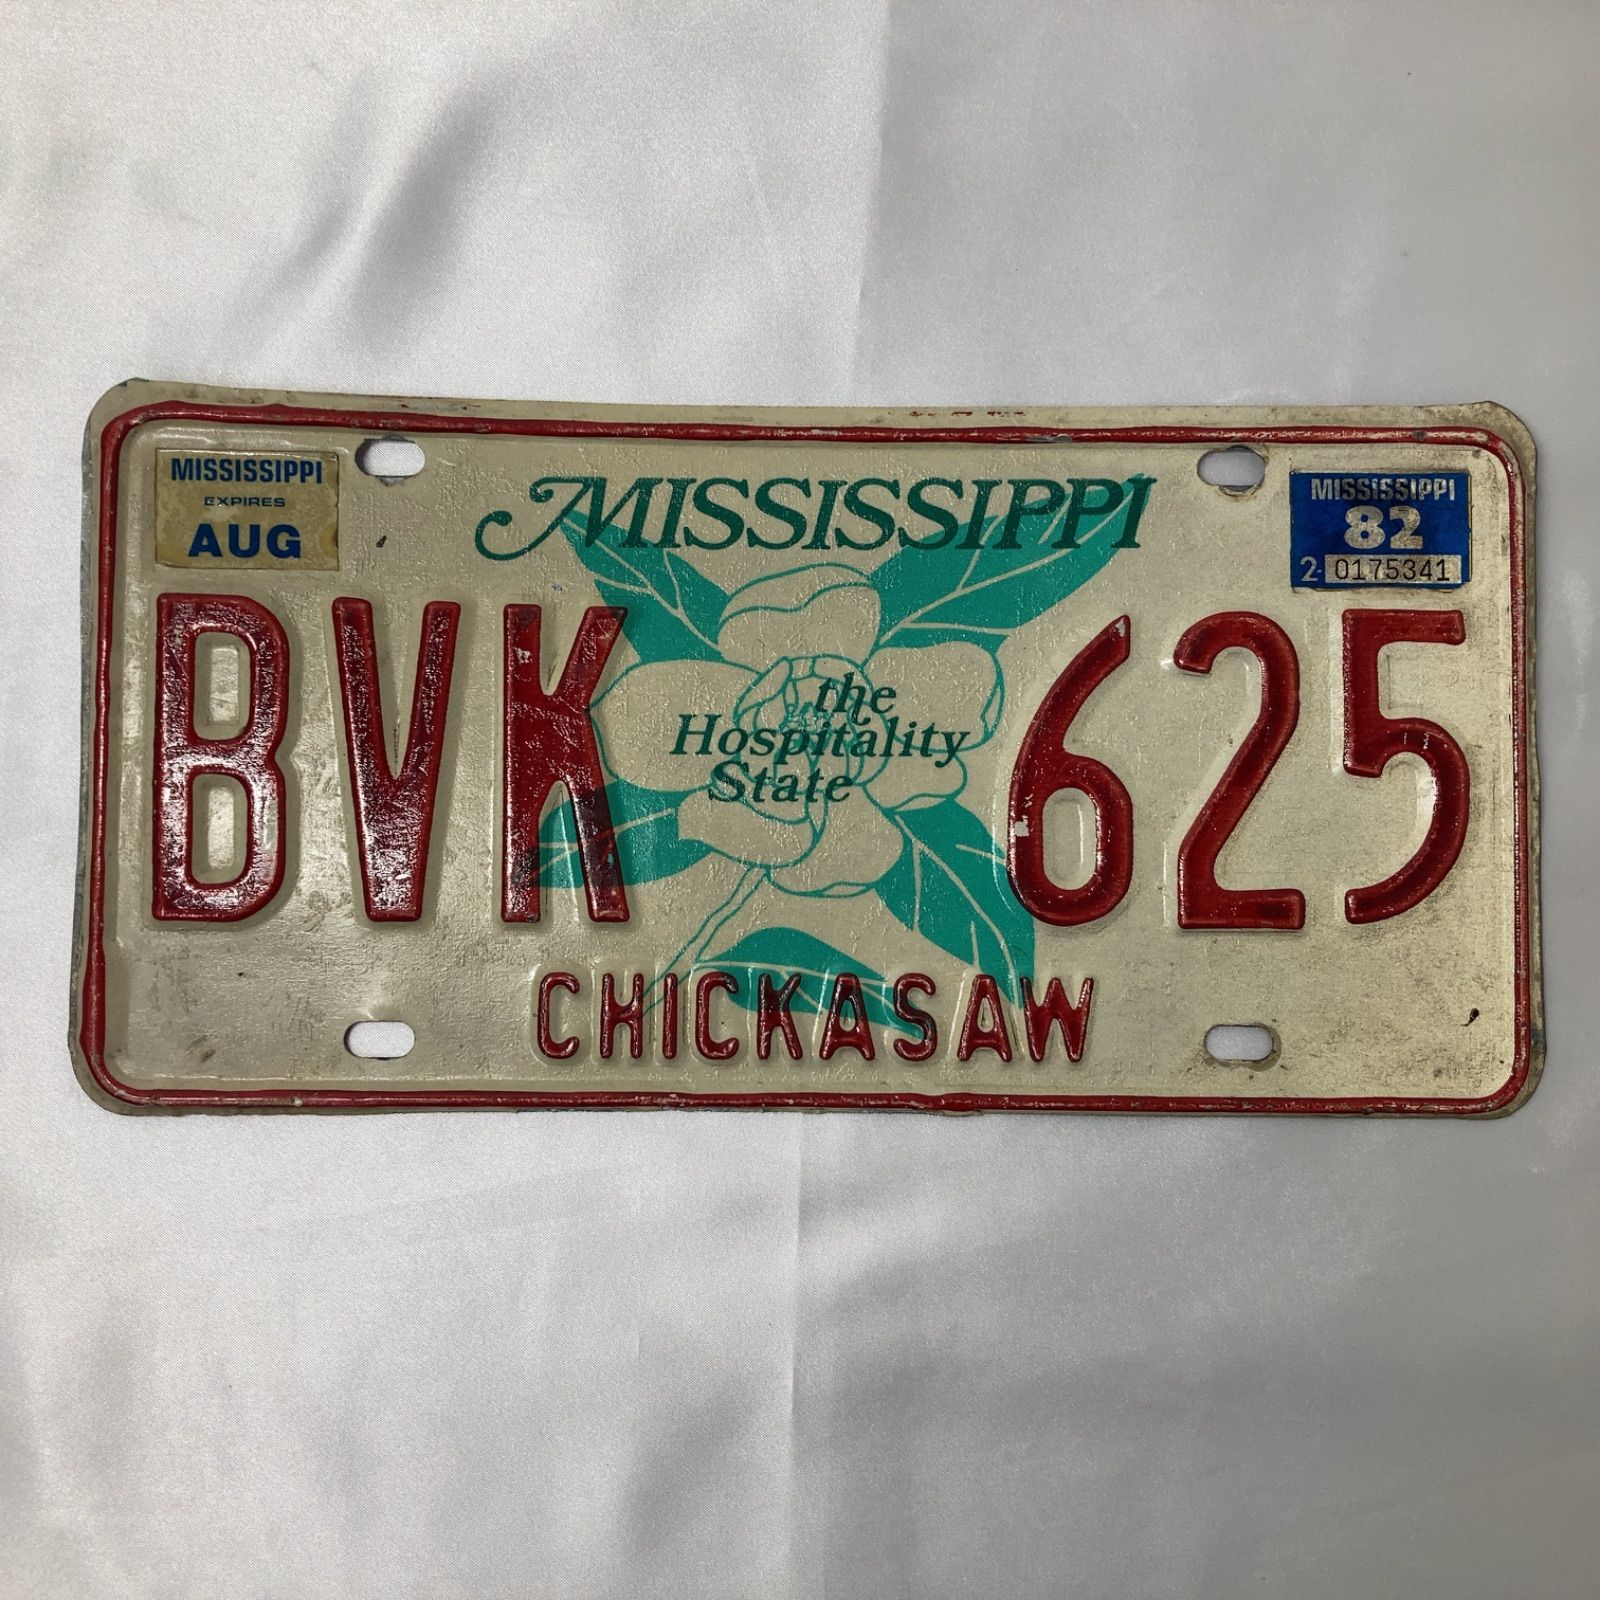 MISSISSIPPI
EXPIRES
AUG
MISSISSIPPI
MISSISSIPPI
82
2-0175341
BVK 625
the
Hospitality
State
CHICKASAW